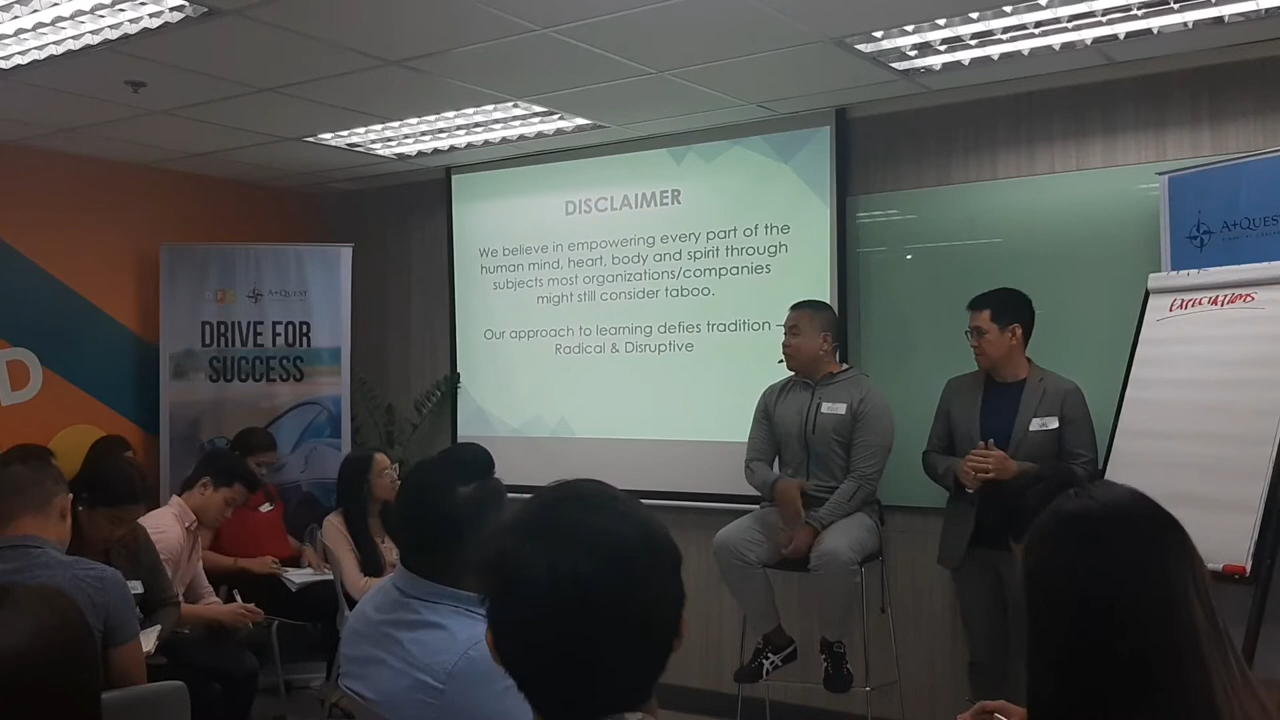 DISCLAIMER
We believe in empowering every part of the
human mind, heart, body and spirit through
subjects most organizations/companies
might still consider taboo.
Our approach to learning defies tradition –
Radical & Disruptive
A+QUEST
DRIVE FOR
SUCCESS
D
A+QUEST
EXPECTATIONS
VAL